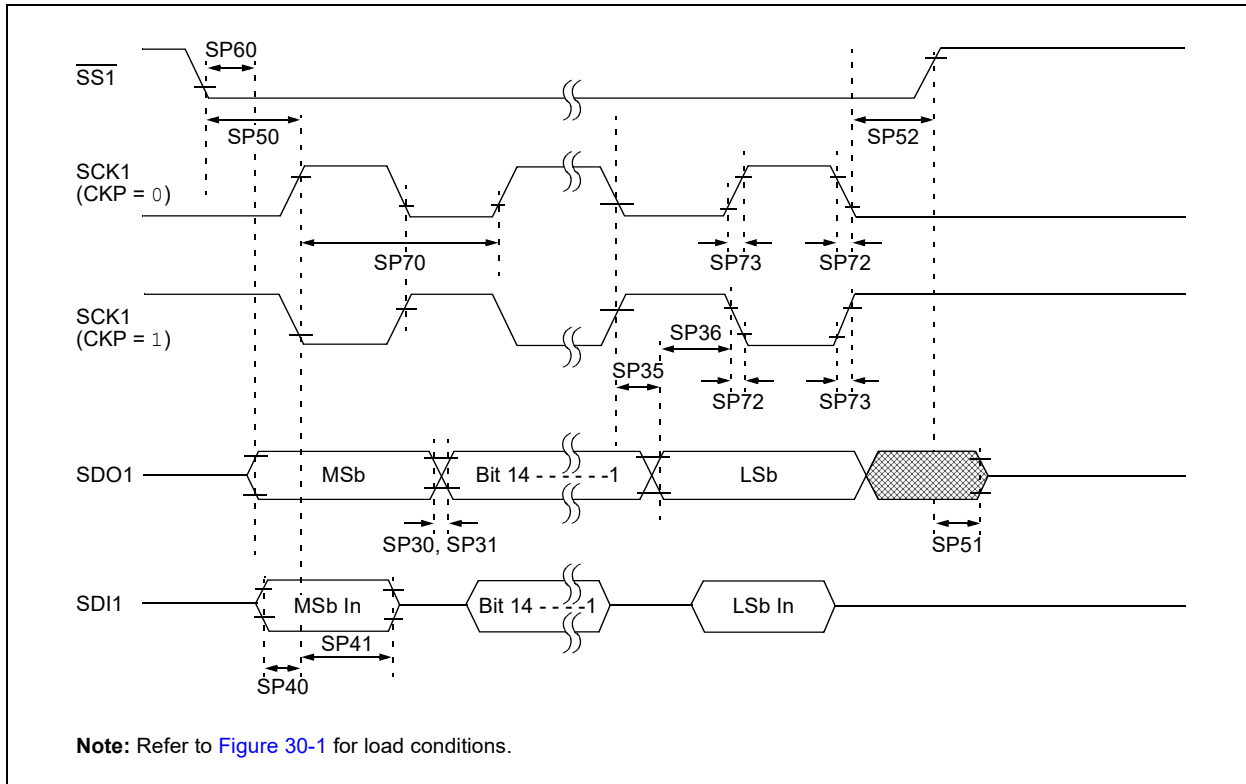 SP60
SS1
SP50
SP52
SCK1
(CKP = 0)
SP70
SP73
SP72
SCK1
(CKP = 1)
SP36
SP35
SP72
SP73
SDO1
MSb
Bit 14 - - - - - -1
LSb
SP30, SP31
SP51
SDI1
MSb In
Bit 14 - - - -1
LSb In
SP41
SP40
Note: Refer to Figure 30-1 for load conditions.